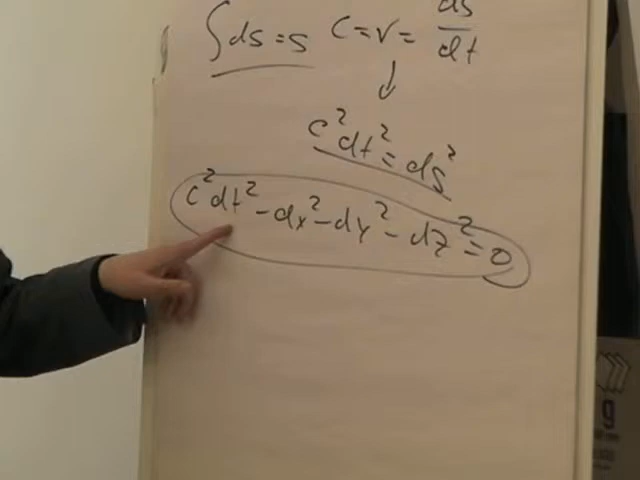 ∫ds = s  c = v = ds/dt
↓
c²dt² = ds²
c²dt² - dx² - dy² - dz² = 0
g